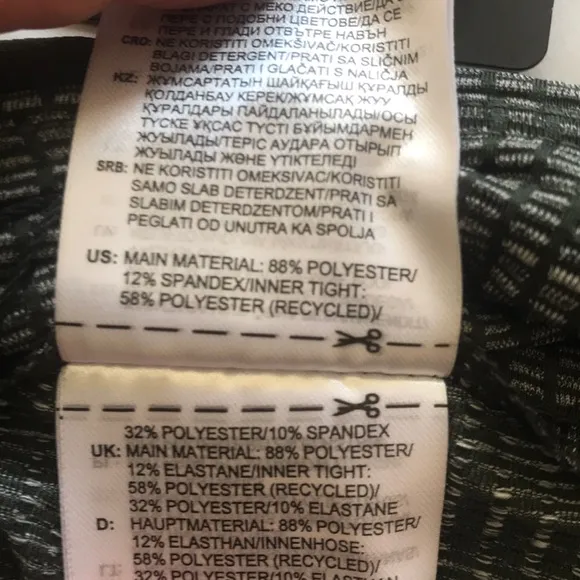 ПЕРЕ С ПОДОБНИ ЦВЕТОВЕ/ДА СЕ
ПЕРЕ И ГЛАДИ ОТВЪТРЕ НАВЪН
CRO: NE KORISTITI OMEKŠIVAČ/KORISTITI
BLAGI DETERGENT/PRATI SA SLIČNIM
BOJAMA/PRATI I GLAČATI S NALIČJA
KZ: ЖҰМСАРТАТЫН ШАЙҚАҒЫШ ҚҰРАЛДЫ
ҚОЛДАНБАУ КЕРЕК/ЖҰМСАҚ ЖУУ
ҚҰРАЛДАРЫ ПАЙДАЛАНЫЛАДЫ/ОСЫ
ТҮСКЕ ҰҚСАС ТҮСТІ БҰЙЫМДАРМЕН
ЖУЫЛАДЫ/ТЕРІС АУДАРА ОТЫРЫП
ЖУЫЛАДЫ ЖӘНЕ ҮТІКТЕЛЕДІ
SRB: NE KORISTITI OMEKSIVAC/KORISTITI
SAMO SLAB DETERDZENT/PRATI SA
SLABIM DETERDZENTOM/PRATI I
PEGLATI OD UNUTRA KA SPOLJA
US: MAIN MATERIAL: 88% POLYESTER/
12% SPANDEX/INNER TIGHT:
58% POLYESTER (RECYCLED)/
32% POLYESTER/10% SPANDEX
UK: MAIN MATERIAL: 88% POLYESTER/
12% ELASTANE/INNER TIGHT:
58% POLYESTER (RECYCLED)/
32% POLYESTER/10% ELASTANE
D: HAUPTMATERIAL: 88% POLYESTER/
12% ELASTHAN/INNENHOSE:
58% POLYESTER (RECYCLED)/
32% POLYESTER/10% ELASTHAN